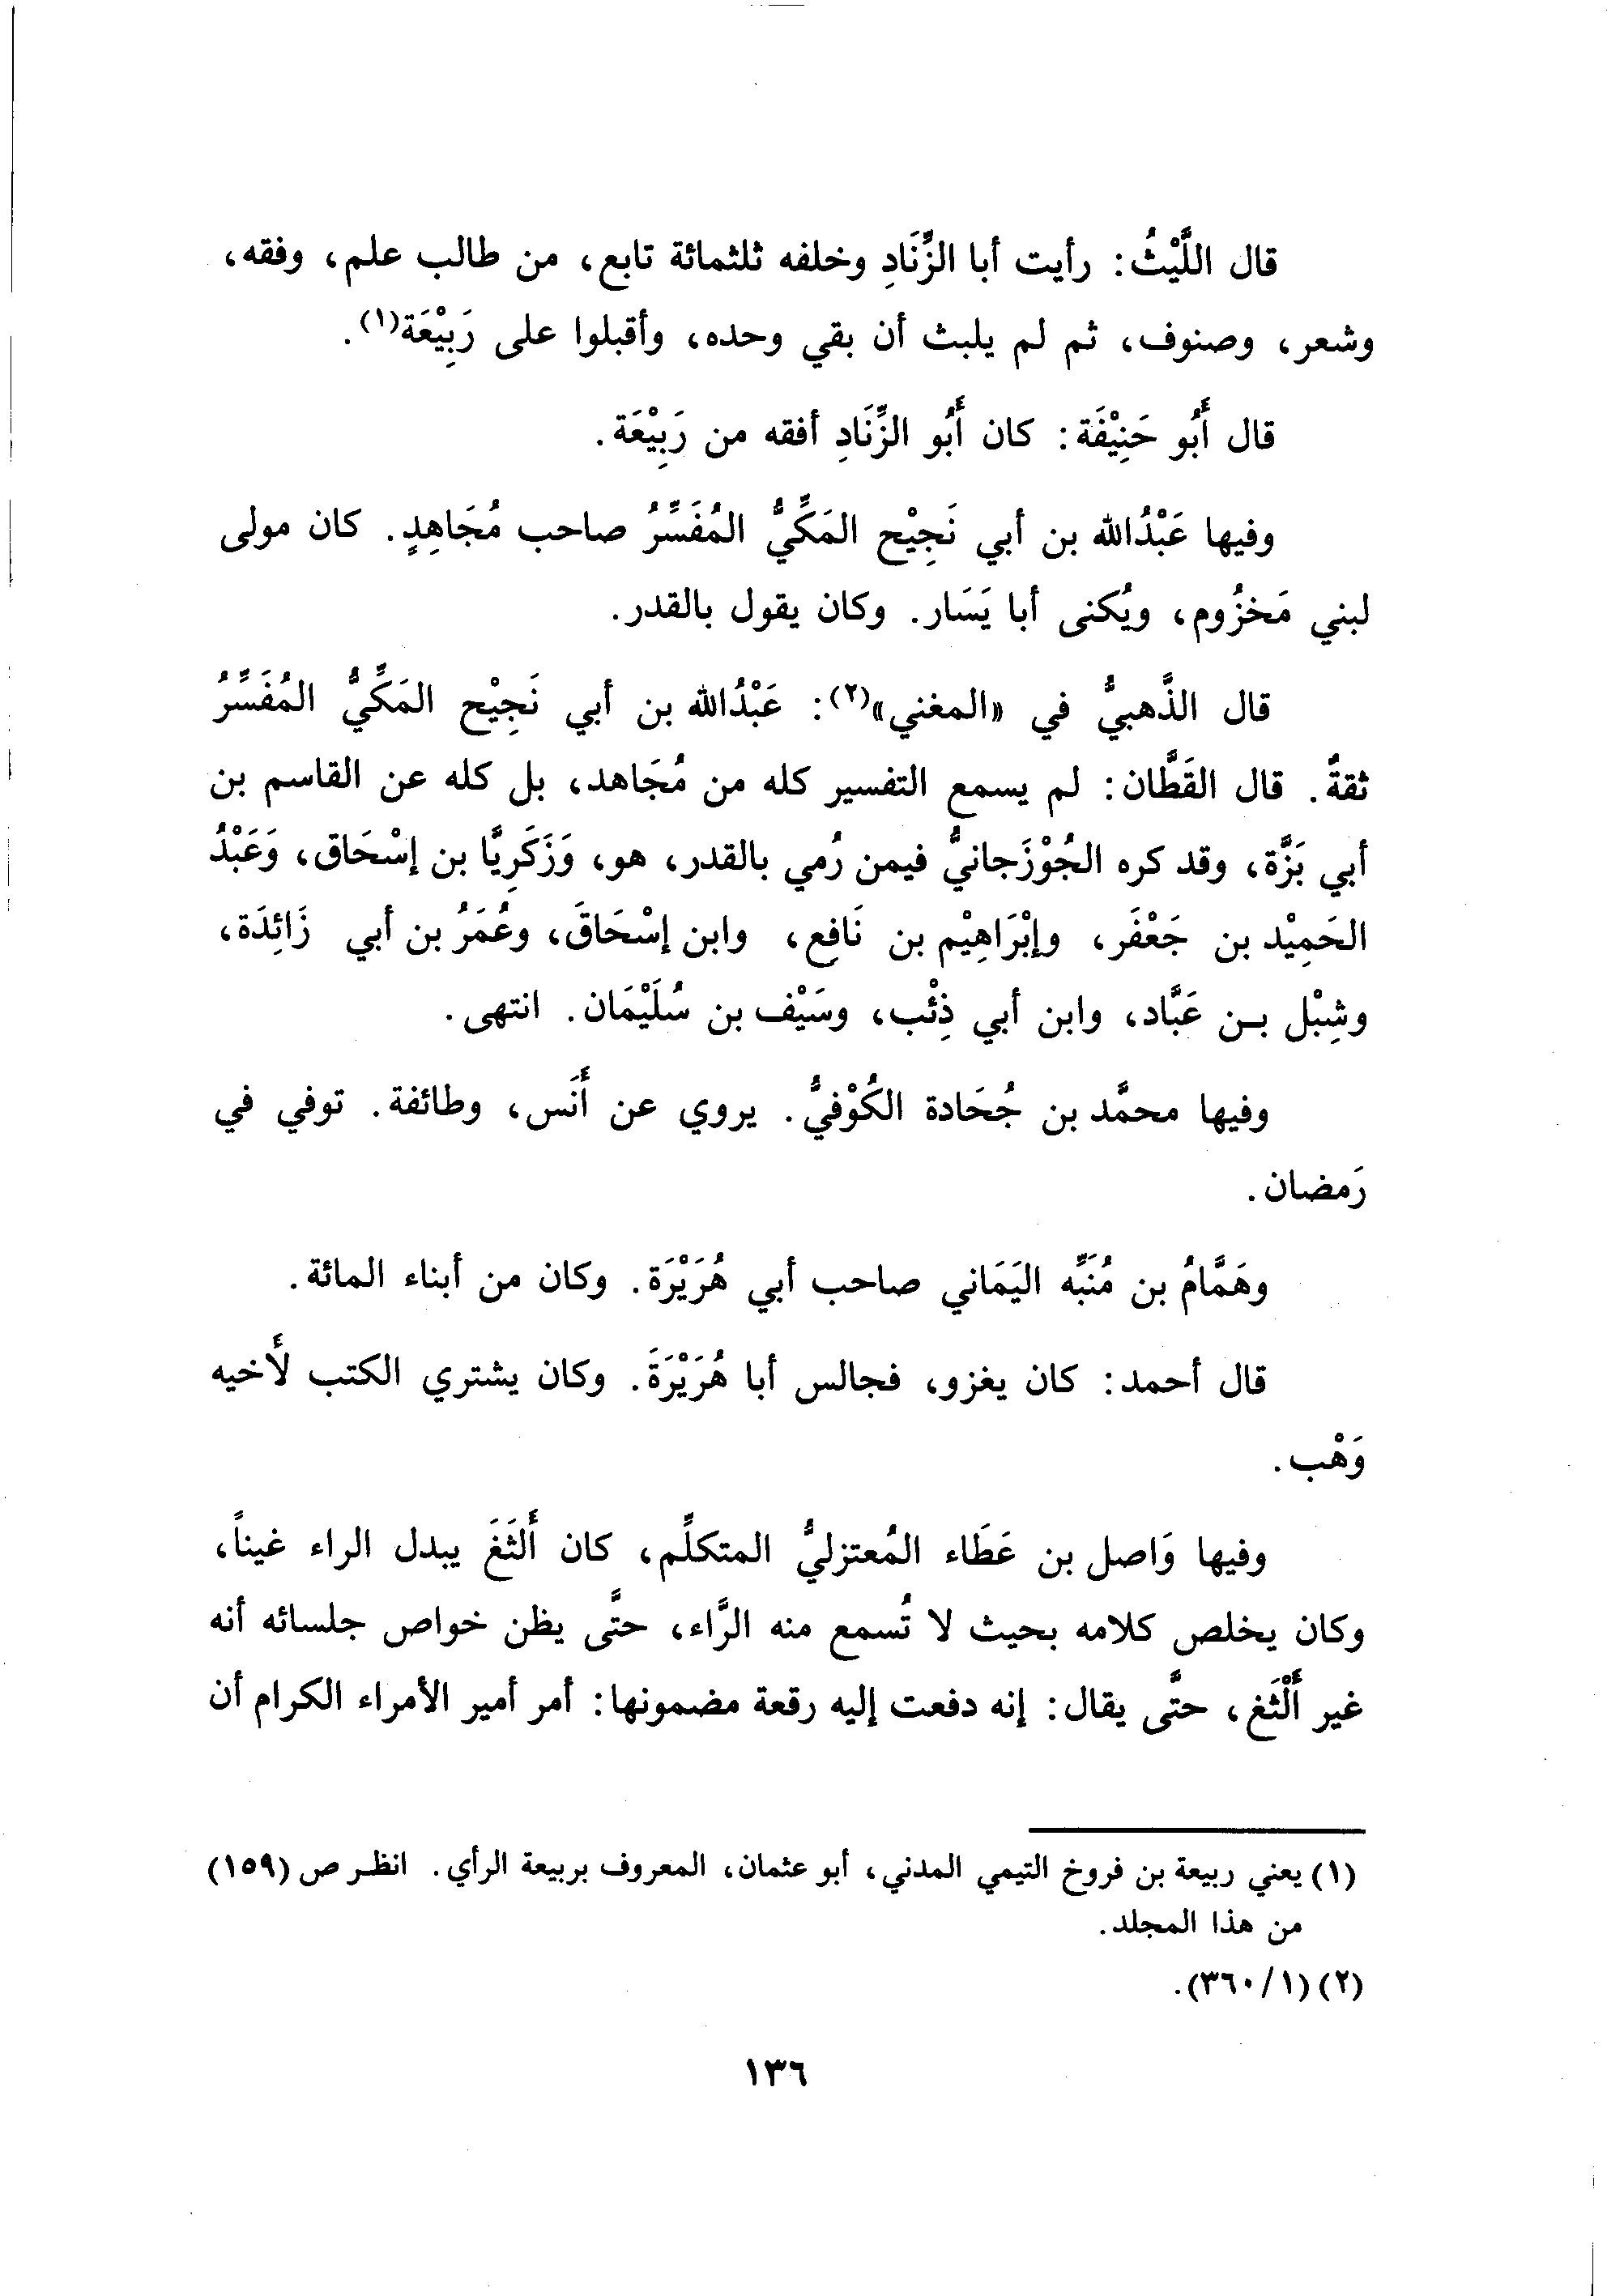 قال اللَّيْثُ: رأيت أبا الزِّنَادِ وخلفه ثلثمائة تابع، من طالب علم، وفقه،
وشعر، وصنوف، ثم لم يلبث أن بقي وحده، وأقبلوا على رَبِيْعَة(١).
قال أَبُو حَنِيْفَة: كان أَبُو الزِّنَادِ أفقه من رَبِيْعَة.
وفيها عَبْدُالله بن أبي نَجِيْح المَكِّيُّ المُفَسِّرُ صاحب مُجَاهِدٍ. كان مولى
لبني مَخزُوم، ويُكنى أبا يَسَار. وكان يقول بالقدر.
قال الذَّهبيُّ في «المغني»(٢): عَبْدُالله بن أبي نَجِيْح المَكِّيُّ المُفَسِّرُ
ثقةٌ. قال القَطَّان: لم يسمع التفسير كله من مُجَاهد، بل كله عن القاسم بن
أبي بَزَّة، وقد كره الجُوْزَجانيُّ فيمن رُمي بالقدر، هو، وَزَكَرِيَّا بن إسْحَاق، وَعَبْدُ
الحَمِيْد بن جَعْفَر، وإبْرَاهِيْم بن نَافِع، وابن إسْحَاقَ، وعُمَرُ بن أبي زَائِدَة،
وشِبْل بن عَبَّاد، وابن أبي ذِئْب، وسَيْف بن سُلَيْمَان. انتهى.
وفيها محمَّد بن جُحَادة الكُوْفيُّ. يروي عن أَنَس، وطائفة. توفي في
رَمضان.
وهَمَّامُ بن مُنَبِّه اليَمَاني صاحب أبي هُرَيْرَة. وكان من أبناء المائة.
قال أحمد: كان يغزو، فجالس أبا هُرَيْرَةَ. وكان يشتري الكتب لأَخيه
وَهْب.
وفيها وَاصل بن عَطَاء المُعتزليُّ المتكلِّم، كان أَلثَغَ يبدل الراء غيناً،
وكان يخلص كلامه بحيث لا تُسمع منه الرَّاء، حتَّى يظن خواص جلسائه أنه
غير أَلْثَغ، حتَّى يقال: إنه دفعت إليه رقعة مضمونها: أمر أمير الأمراء الكرام أن
(١) يعني ربيعة بن فروخ التيمي المدني، أبو عثمان، المعروف بربيعة الرأي. انظر ص (١٥٩)
من هذا المجلد.
(٢) (١/٣٦٠).
١٣٦